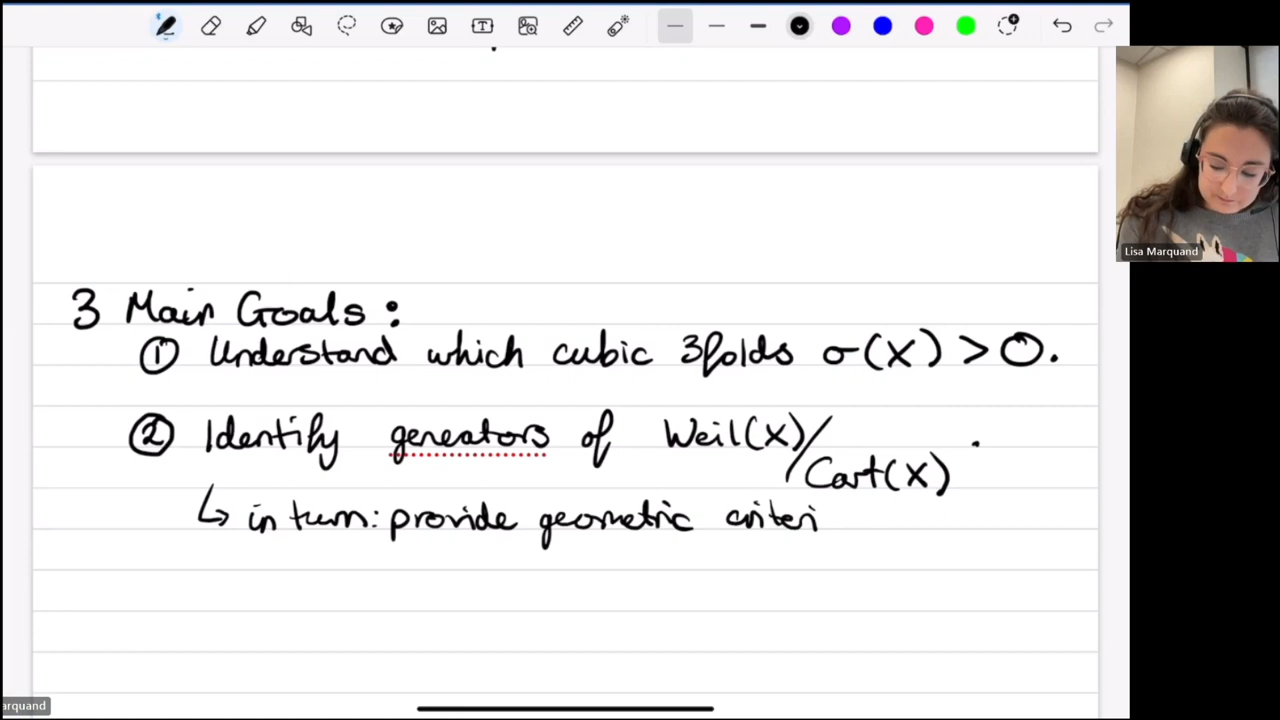 Lisa Marquand
3 Main Goals:
① Understand which cubic 3folds σ(X) > 0.
② Identify geneators of Weil(X)/Cart(X) .
↳ in turn: provide geometric criteri
arquand